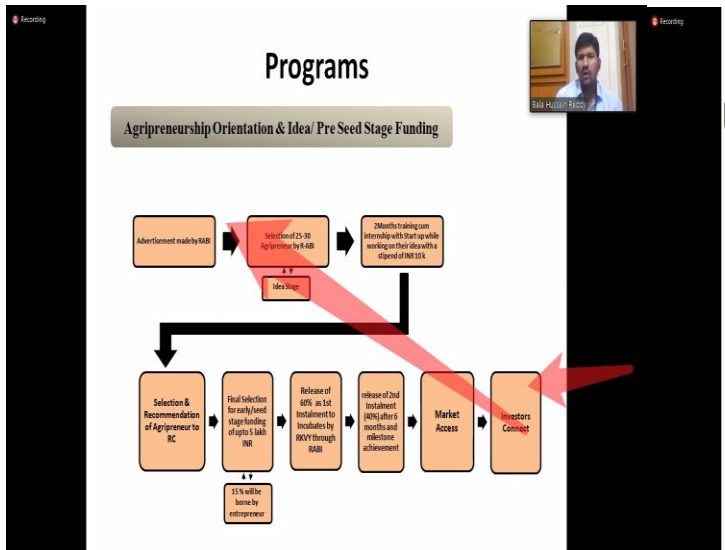 Recording
Recording
Programs
Bala Hussain Reddy
Agripreneurship Orientation & Idea/ Pre Seed Stage Funding
Advertisement made by RABI
Selection of 25-30
Agripreneur by R-ABI
2Months training cum
internship with Start up while
working on their idea with a
stipend of INR 10 k
Idea Stage
Selection &
Recommendation
of Agripreneur to
RC
Final Selection
for early/seed
stage funding
of upto 5 lakh
INR
Release of
60% as 1st
Instalment to
Incubates by
RKVY through
RABI
release of 2nd
Instalment
(40%) after 6
months and
milestone
achievement
Market
Access
Investors
Connect
15 % will be
borne by
entrepreneur